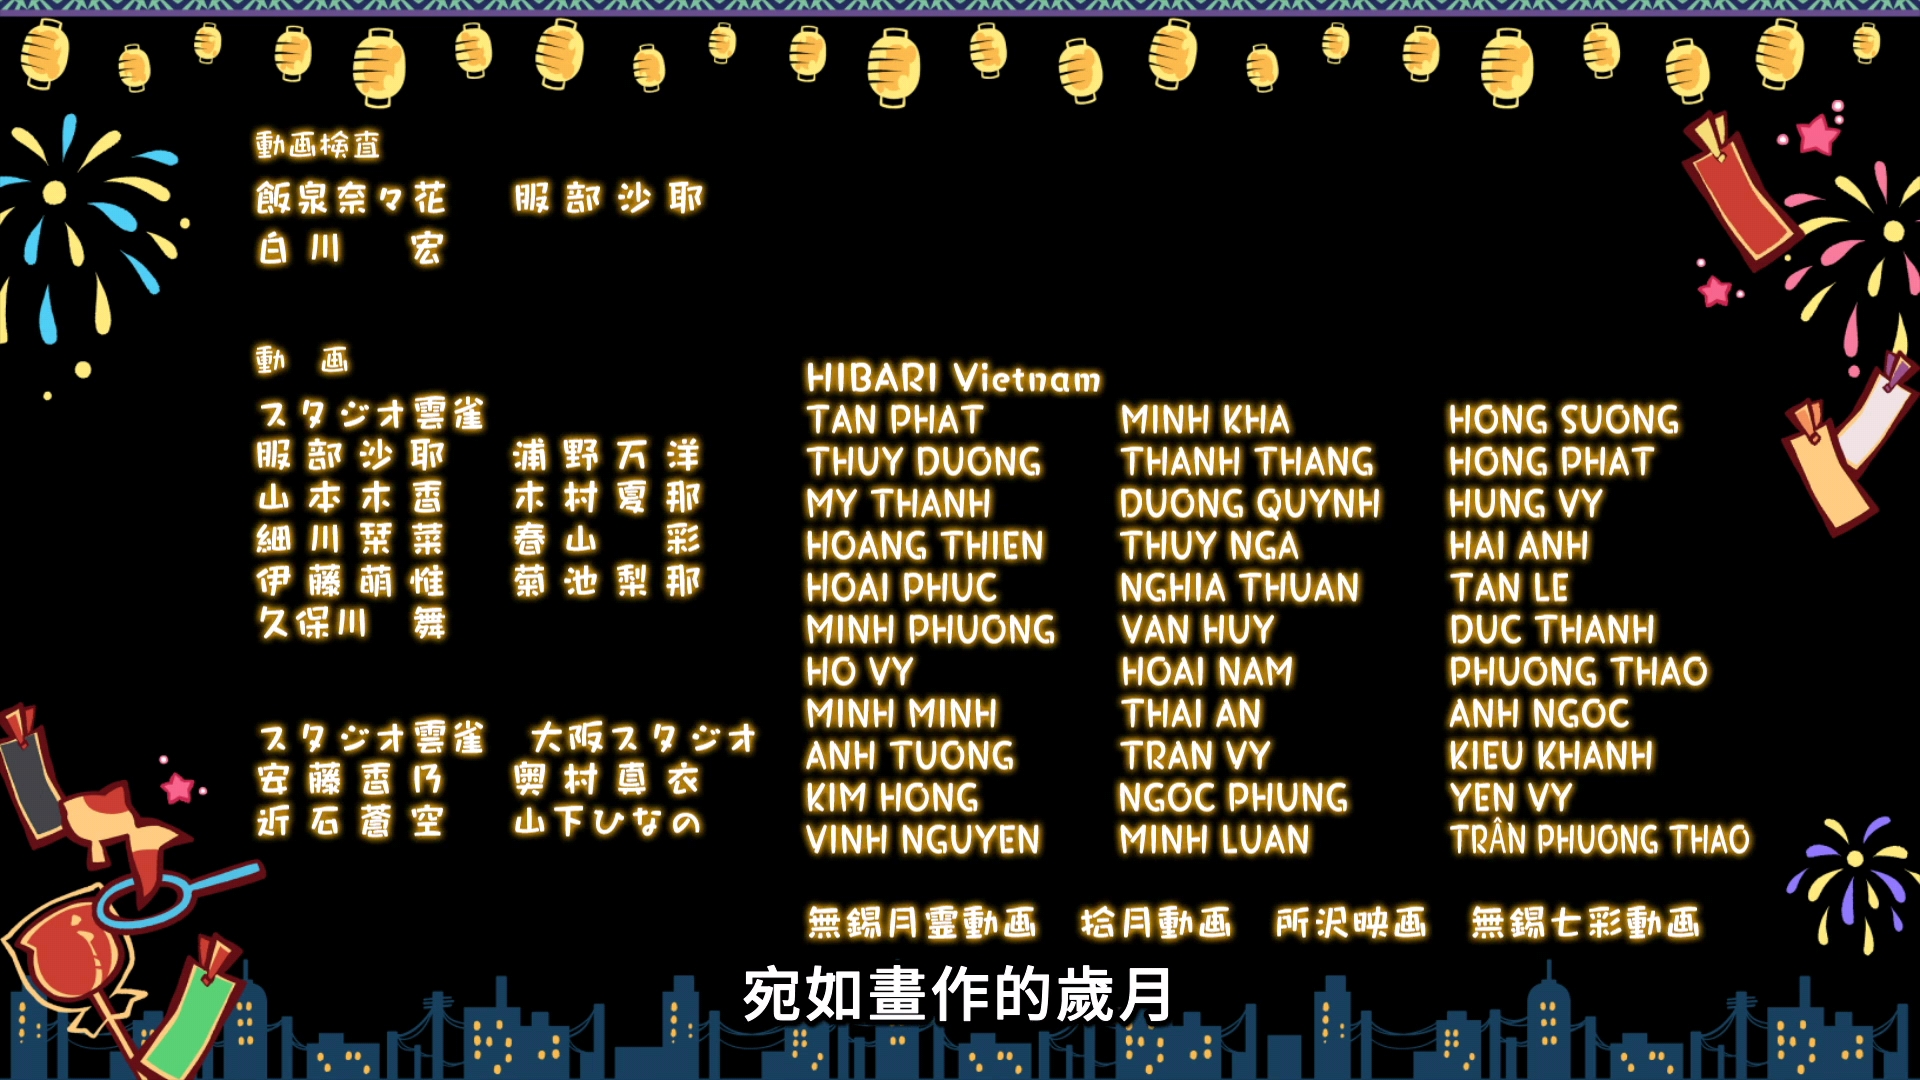 動画検査
飯泉奈々花 服部沙耶
白川 宏
動 画
スタジオ雲雀
服部沙耶 浦野万洋
山本木香 木村夏那
細川栞菜 春山 彩
伊藤萌惟 菊池梨那
久保川 舞
スタジオ雲雀 大阪スタジオ
安藤香乃 奥村真衣
近石蒼空 山下ひなの
HIBARI Vietnam
TAN PHAT MINH KHA HONG SUONG
THUY DUONG THANH THANG HONG PHAT
MY THANH DUONG QUYNH HUNG VY
HOANG THIEN THUY NGA HAI ANH
HOAI PHUC NGHIA THUAN TAN LE
MINH PHUONG VAN HUY DUC THANH
HO VY HOAI NAM PHUONG THAO
MINH MINH THAI AN ANH NGOC
ANH TUONG TRAN VY KIEU KHANH
KIM HONG NGOC PHUNG YEN VY
VINH NGUYEN MINH LUAN TRÂN PHUONG THAO
無錫月霊動画 拾月動画 所沢映画 無錫七彩動画
宛如畫作的歲月